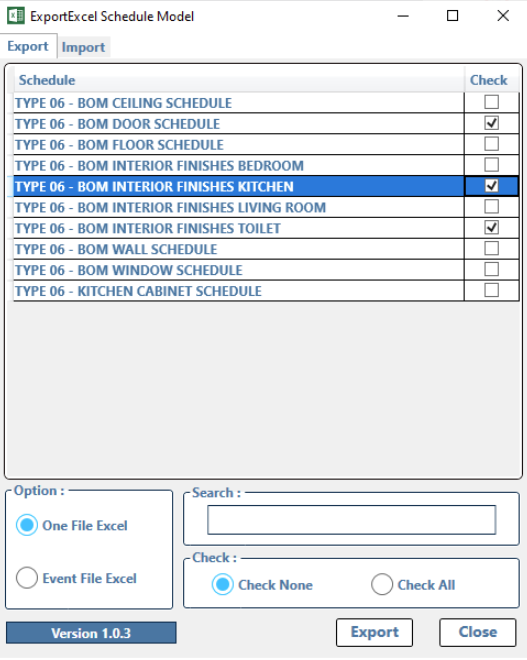 ExportExcel Schedule Model
Export Import
Schedule Check
TYPE 06 - BOM CEILING SCHEDULE
TYPE 06 - BOM DOOR SCHEDULE
TYPE 06 - BOM FLOOR SCHEDULE
TYPE 06 - BOM INTERIOR FINISHES BEDROOM
TYPE 06 - BOM INTERIOR FINISHES KITCHEN
TYPE 06 - BOM INTERIOR FINISHES LIVING ROOM
TYPE 06 - BOM INTERIOR FINISHES TOILET
TYPE 06 - BOM WALL SCHEDULE
TYPE 06 - BOM WINDOW SCHEDULE
TYPE 06 - KITCHEN CABINET SCHEDULE
Option :
One File Excel
Event File Excel
Search :
Check :
Check None Check All
Version 1.0.3
Export Close